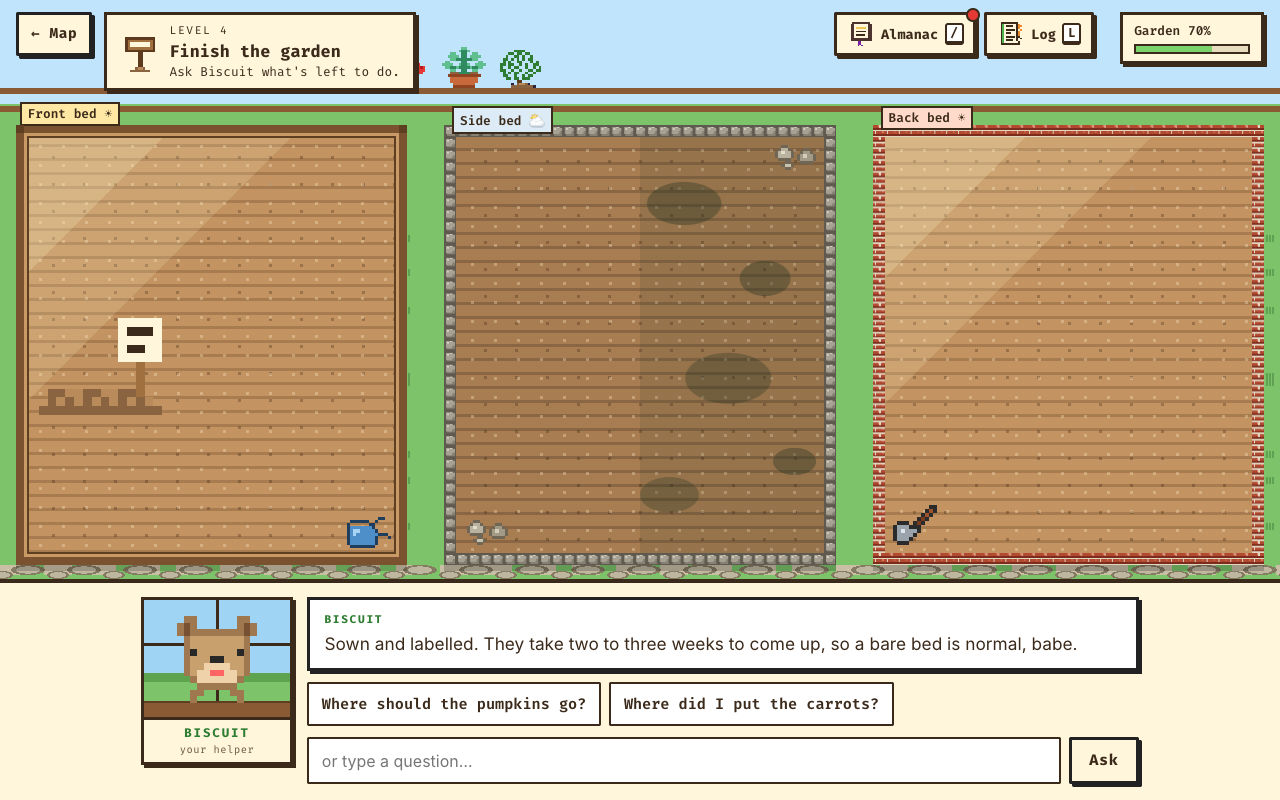 ← Map
LEVEL 4
Finish the garden
Ask Biscuit what's left to do.
Almanac /
Log L
Garden 70%
Front bed ☀
Side bed ⛅
Back bed ☀
BISCUIT
Sown and labelled. They take two to three weeks to come up, so a bare bed is normal, babe.
BISCUIT
your helper
Where should the pumpkins go?
Where did I put the carrots?
or type a question...
Ask